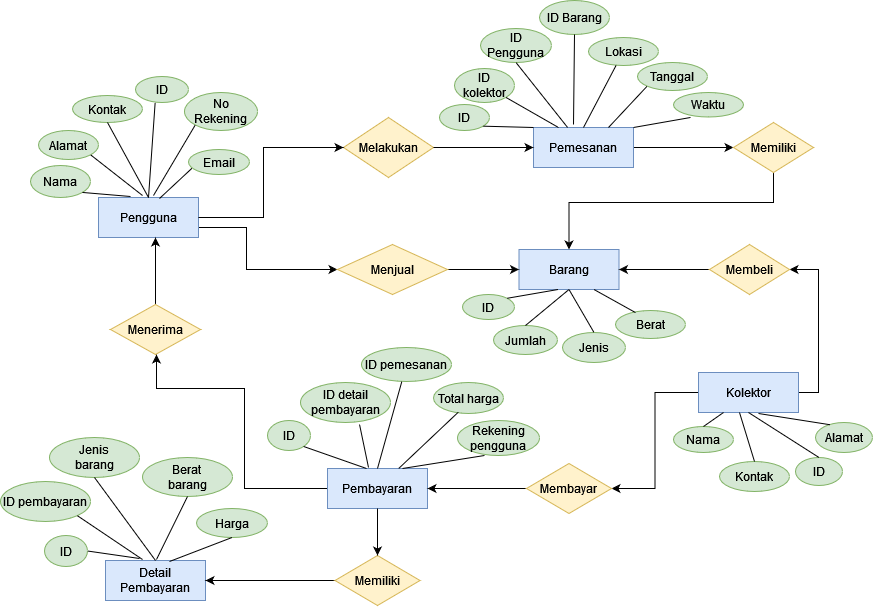 ID Barang
ID
Pengguna
Lokasi
Tanggal
ID
kolektor
Waktu
ID
ID
Kontak
No
Rekening
Alamat
Email
Nama
Melakukan
Pemesanan
Memiliki
Pengguna
Menjual
Barang
Membeli
ID
Jumlah
Jenis
Berat
Menerima
ID pemesanan
ID detail
pembayaran
Total harga
Kolektor
ID
Rekening
pengguna
Nama
Alamat
Kontak
ID
Jenis
barang
Berat
barang
Pembayaran
Membayar
ID pembayaran
Harga
ID
Detail
Pembayaran
Memiliki